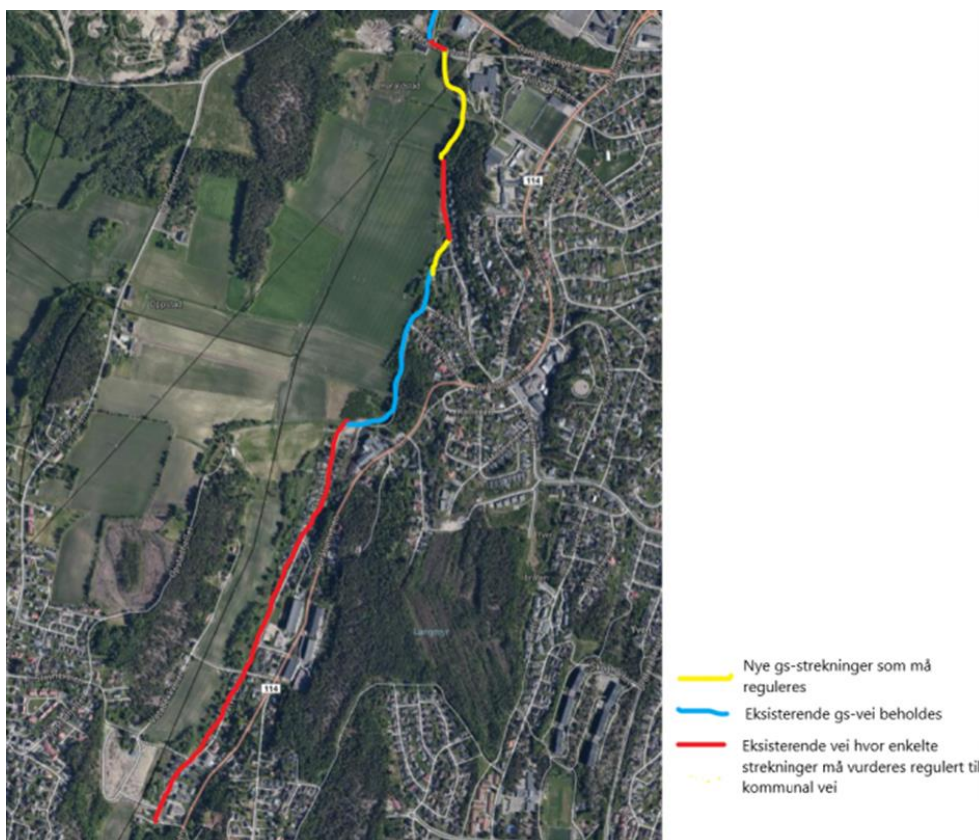 114
114
Nye gs-strekninger som må
reguleres
Eksisterende gs-vei beholdes
Eksisterende vei hvor enkelte
strekninger må vurderes regulert til
kommunal vei